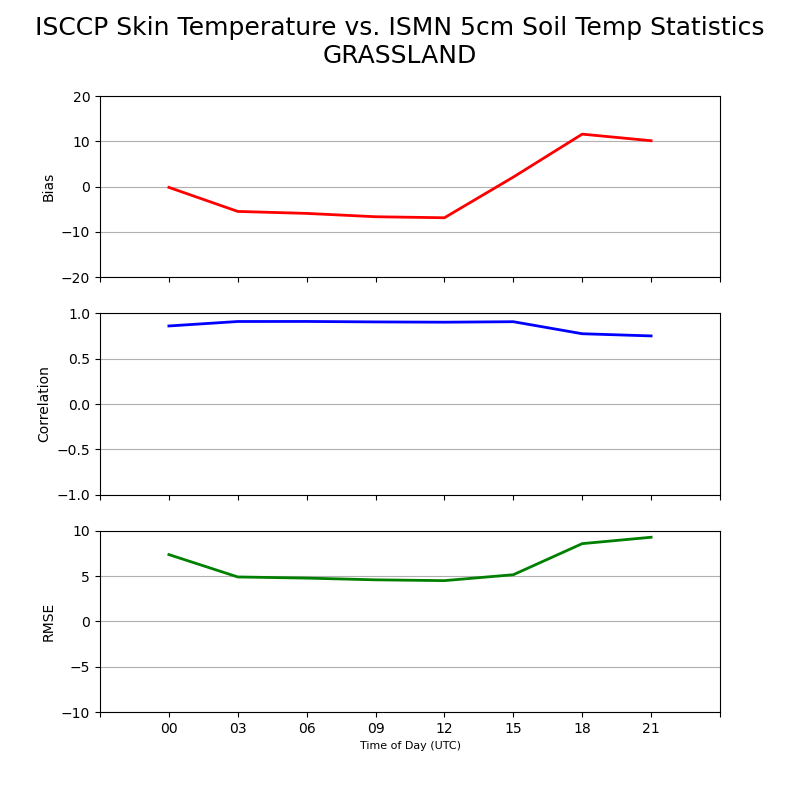 ISCCP Skin Temperature vs. ISMN 5cm Soil Temp Statistics
GRASSLAND
20
10
0
−10
−20
Bias
1.0
0.5
0.0
−0.5
−1.0
Correlation
10
5
0
−5
−10
RMSE
00 03 06 09 12 15 18 21
Time of Day (UTC)